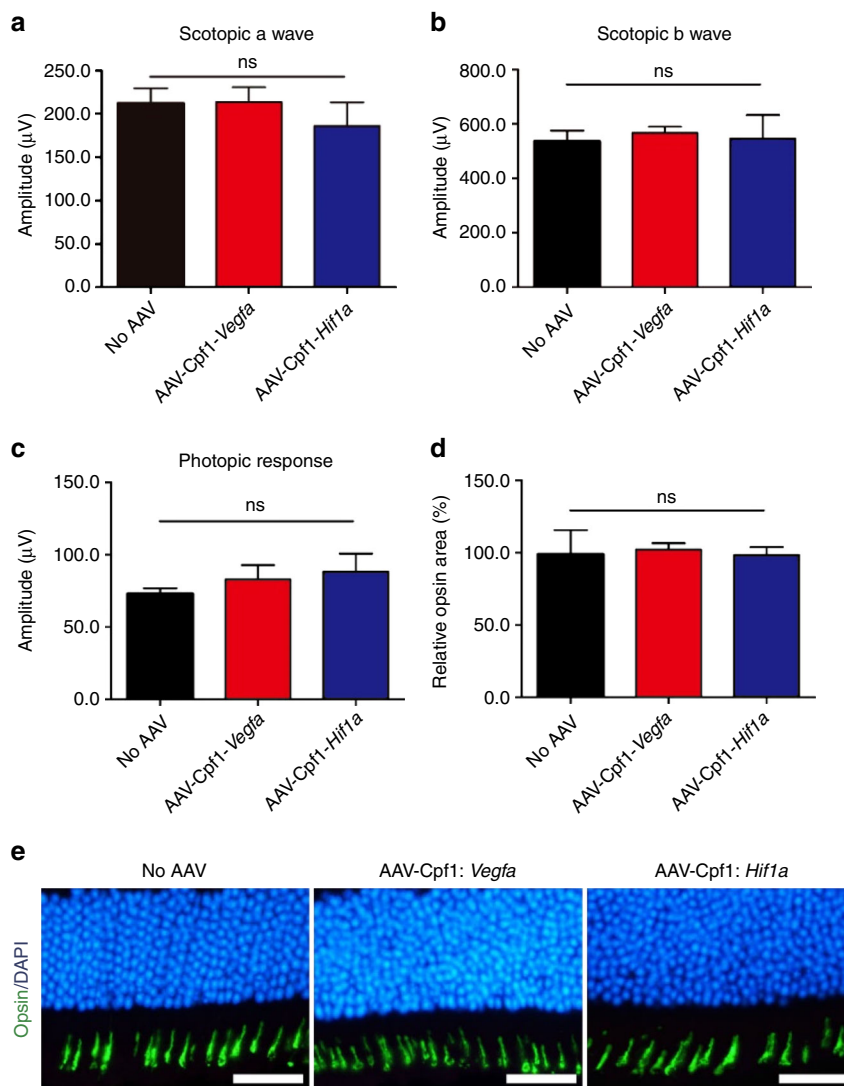 a
Scotopic a wave
250.0
200.0
150.0
100.0
50.0
0.0
Amplitude (μV)
ns
No AAV
AAV-Cpf1-Vegfa
AAV-Cpf1-Hif1a
b
Scotopic b wave
800.0
600.0
400.0
200.0
0.0
Amplitude (μV)
ns
No AAV
AAV-Cpf1-Vegfa
AAV-Cpf1-Hif1a
c
Photopic response
150.0
100.0
50.0
0.0
Amplitude (μV)
ns
No AAV
AAV-Cpf1-Vegfa
AAV-Cpf1-Hif1a
d
150.0
100.0
50.0
0.0
Relative opsin area (%)
ns
No AAV
AAV-Cpf1-Vegfa
AAV-Cpf1-Hif1a
e
No AAV
AAV-Cpf1: Vegfa
AAV-Cpf1: Hif1a
Opsin/DAPI